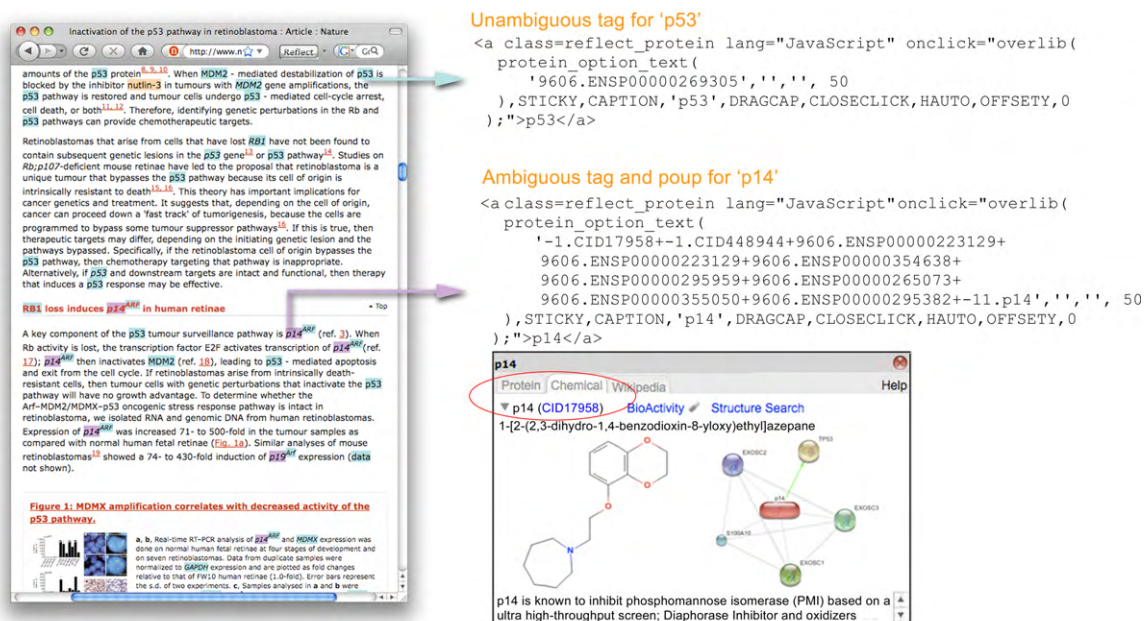 Inactivation of the p53 pathway in retinoblastoma : Article : Nature
http://www.n
Reflect
amounts of the p53 protein8, 9, 10. When MDM2 - mediated destabilization of p53 is
blocked by the inhibitor nutlin-3 in tumours with MDM2 gene amplifications, the
p53 pathway is restored and tumour cells undergo p53 - mediated cell-cycle arrest,
cell death, or both11, 12. Therefore, identifying genetic perturbations in the Rb and
p53 pathways can provide chemotherapeutic targets.
Retinoblastomas that arise from cells that have lost RB1 have not been found to
contain subsequent genetic lesions in the p53 gene13 or p53 pathway14. Studies on
Rb;p107-deficient mouse retinae have led to the proposal that retinoblastoma is a
unique tumour that bypasses the p53 pathway because its cell of origin is
intrinsically resistant to death15, 16. This theory has important implications for
cancer genetics and treatment. It suggests that, depending on the cell of origin,
cancer can proceed down a 'fast track' of tumorigenesis, because the cells are
programmed to bypass some tumour suppressor pathways16. If this is true, then
therapeutic targets may differ, depending on the initiating genetic lesion and the
pathways bypassed. Specifically, if the retinoblastoma cell of origin bypasses the
p53 pathway, then chemotherapy targeting that pathway is inappropriate.
Alternatively, if p53 and downstream targets are intact and functional, then therapy
that induces a p53 response may be effective.
RB1 loss induces p14ARF in human retinae
Top
A key component of the p53 tumour surveillance pathway is p14ARF (ref. 3). When
Rb activity is lost, the transcription factor E2F activates transcription of p14ARF (ref.
17); p14ARF then inactivates MDM2 (ref. 18), leading to p53 - mediated apoptosis
and exit from the cell cycle. If retinoblastomas arise from intrinsically death-
resistant cells, then tumour cells with genetic perturbations that inactivate the p53
pathway will have no growth advantage. To determine whether the
Arf–MDM2/MDMX–p53 oncogenic stress response pathway is intact in
retinoblastoma, we isolated RNA and genomic DNA from human retinoblastomas.
Expression of p14ARF was increased 71- to 500-fold in the tumour samples as
compared with normal human fetal retinae (Fig. 1a). Similar analyses of mouse
retinoblastomas19 showed a 74- to 430-fold induction of p19Arf expression (data
not shown).
Figure 1: MDMX amplification correlates with decreased activity of the
p53 pathway.
a, b, Real-time RT–PCR analysis of p14ARF and MDMX expression was
done on normal human fetal retinae at four stages of development and
on seven retinoblastomas. Data from duplicate samples were
normalized to GAPDH expression and are plotted as fold changes
relative to that of FW10 human retinae (1.0-fold). Error bars represent
the s.d. of two experiments. c, Samples analysed in a and b were
Unambiguous tag for 'p53'
<a class=reflect_protein lang="JavaScript" onclick="overlib(
protein_option_text(
'9606.ENSP00000269305','','', 50
),STICKY,CAPTION,'p53',DRAGCAP,CLOSECLICK,HAUTO,OFFSETY,0
);">p53</a>
Ambiguous tag and poup for 'p14'
<a class=reflect_protein lang="JavaScript"onclick="overlib(
protein_option_text(
'-1.CID17958+-1.CID448944+9606.ENSP00000223129+
9606.ENSP00000223129+9606.ENSP00000354638+
9606.ENSP00000295959+9606.ENSP00000265073+
9606.ENSP00000355050+9606.ENSP00000295382+-11.p14','','', 50
),STICKY,CAPTION,'p14',DRAGCAP,CLOSECLICK,HAUTO,OFFSETY,0
);">p14</a>
p14
Protein Chemical Wikipedia Help
p14 (CID17958) BioActivity Structure Search
1-[2-(2,3-dihydro-1,4-benzodioxin-8-yloxy)ethyl]azepane
O
O
O
N
EXOSC2
TP53
p14
EXOSC3
S100A10
EXOSC1
p14 is known to inhibit phosphomannose isomerase (PMI) based on a
ultra high-throughput screen; Diaphorase Inhibitor and oxidizers